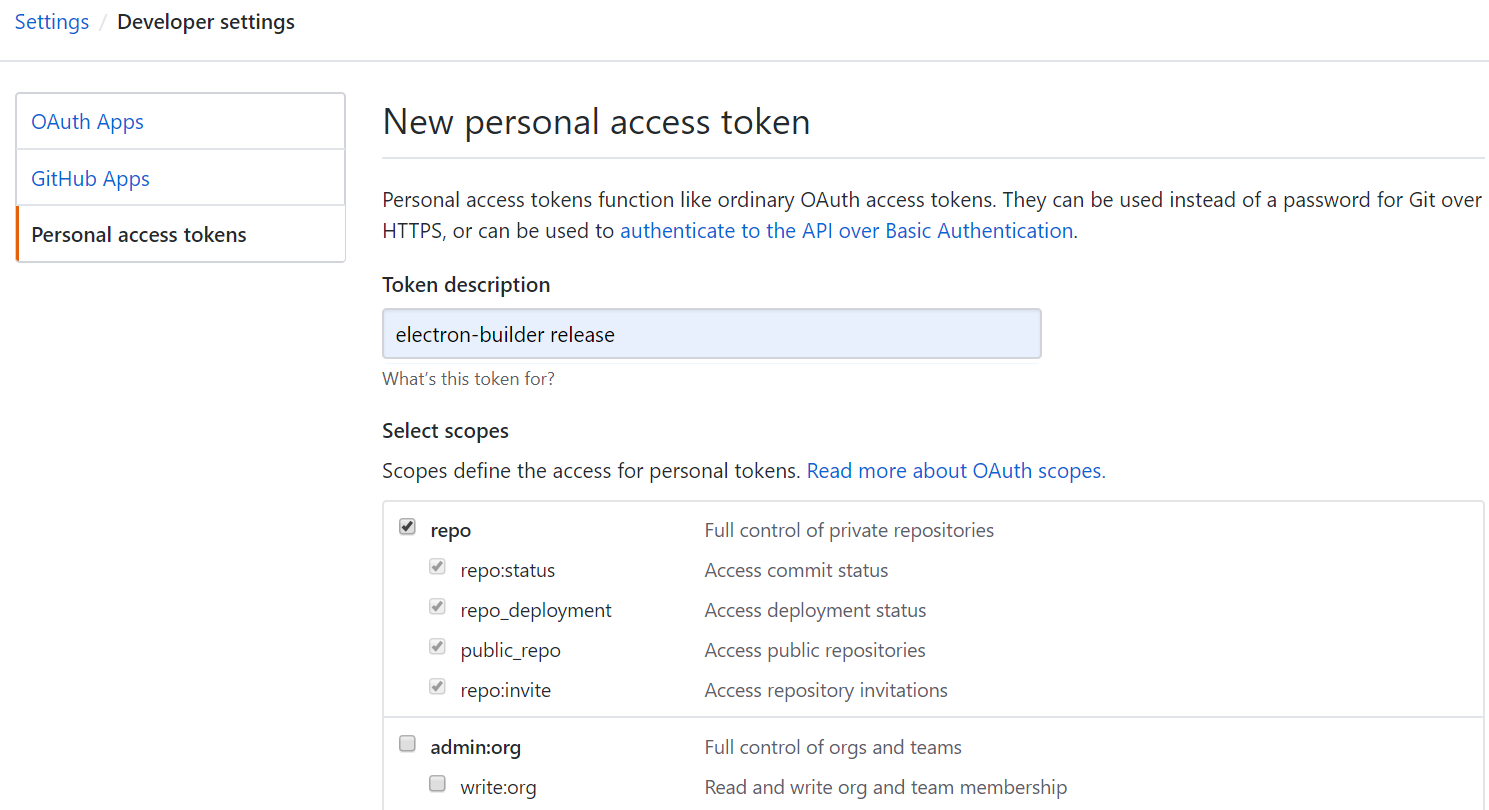 Settings / Developer settings
OAuth Apps
GitHub Apps
Personal access tokens
New personal access token
Personal access tokens function like ordinary OAuth access tokens. They can be used instead of a password for Git over
HTTPS, or can be used to authenticate to the API over Basic Authentication.
Token description
electron-builder release
What’s this token for?
Select scopes
Scopes define the access for personal tokens. Read more about OAuth scopes.
repo Full control of private repositories
repo:status Access commit status
repo_deployment Access deployment status
public_repo Access public repositories
repo:invite Access repository invitations
admin:org Full control of orgs and teams
write:org Read and write org and team membership